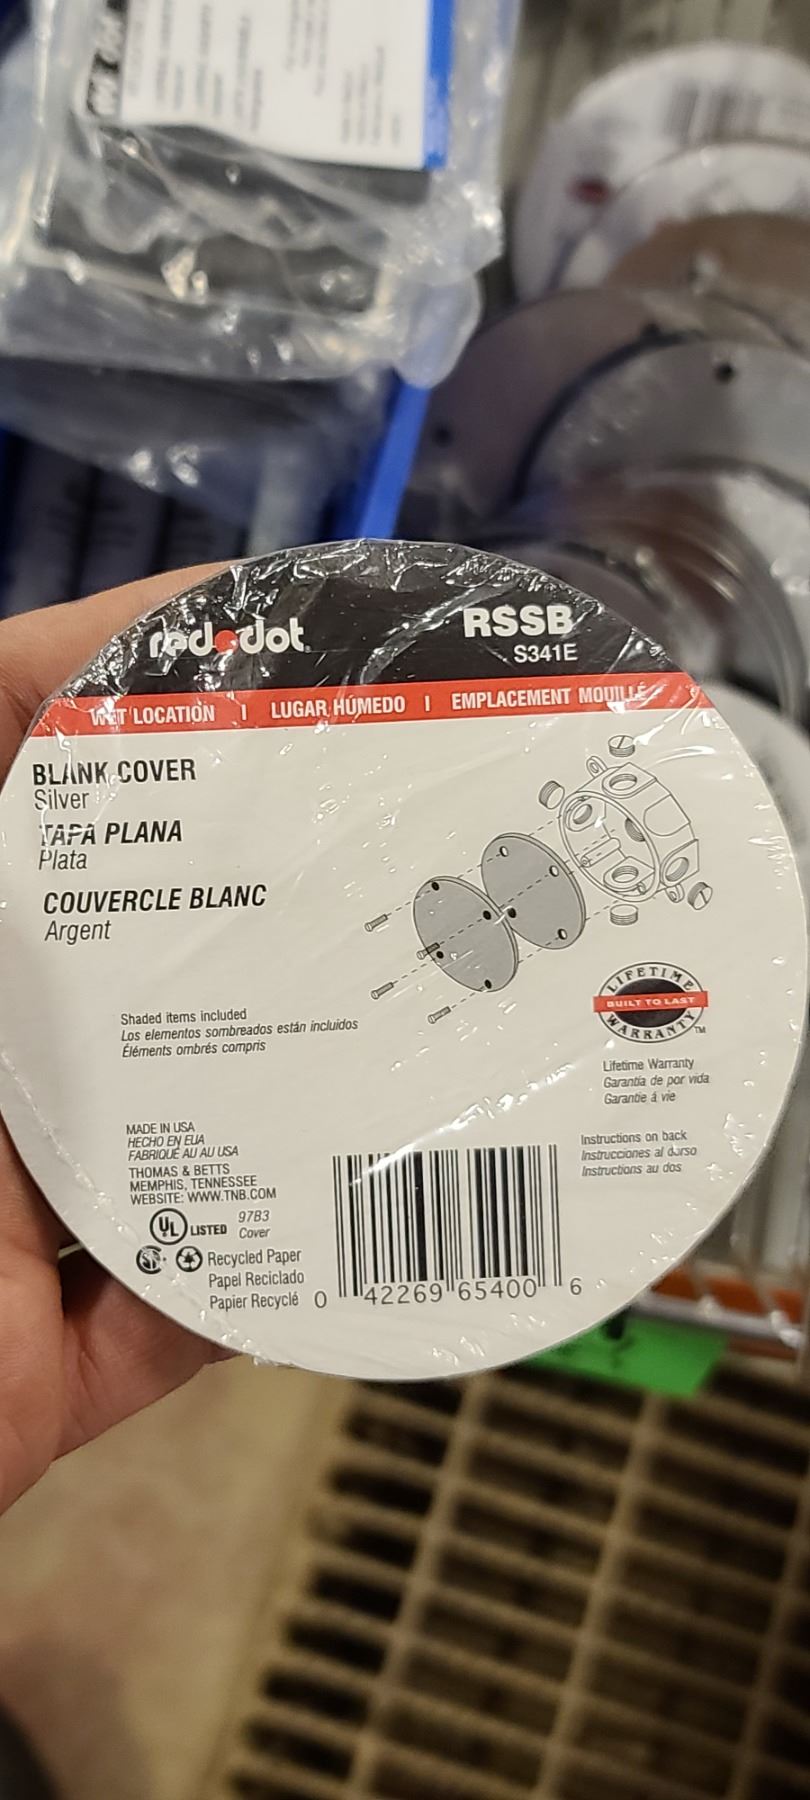 red dot
RSSB
S341E
WET LOCATION | LUGAR HÚMEDO | EMPLACEMENT MOUILLÉ
BLANK COVER
Silver
TAPA PLANA
Plata
COUVERCLE BLANC
Argent
Shaded items included
Los elementos sombreados están incluidos
Éléments ombrés compris
LIFETIME
BUILT TO LAST
WARRANTY™
Lifetime Warranty
Garantía de por vida
Garantie á vie
Instructions on back
Instrucciones al dorso
Instructions au dos
MADE IN USA
HECHO EN EUA
FABRIQUÉ AU AU USA
THOMAS & BETTS
MEMPHIS, TENNESSEE
WEBSITE: WWW.TNB.COM
UL LISTED 97B3
Cover
Recycled Paper
Papel Reciclado
Papier Recyclé
0 42269 65400 6